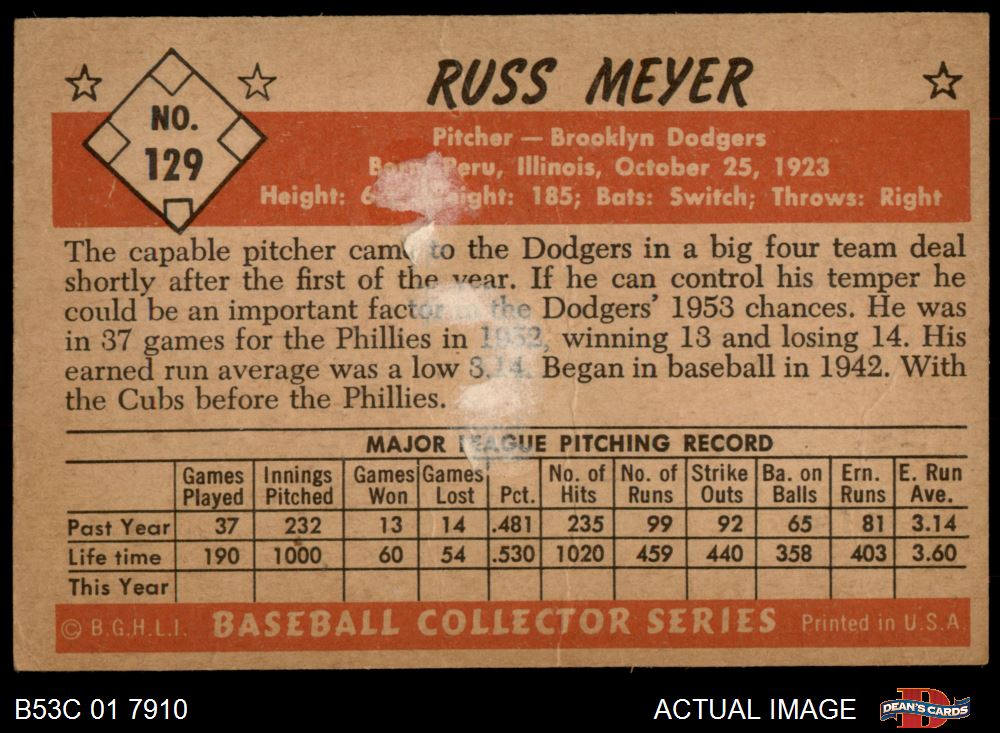 NO.
129
RUSS MEYER
Pitcher — Brooklyn Dodgers
Peru, Illinois, October 25, 1923
Height: 185; Bats: Switch; Throws: Right
The capable pitcher came to the Dodgers in a big four team deal
shortly after the first of the year. If he can control his temper he
could be an important factor in the Dodgers' 1953 chances. He was
in 37 games for the Phillies in 1952, winning 13 and losing 14. His
earned run average was a low 3.14. Began in baseball in 1942. With
the Cubs before the Phillies.
MAJOR LEAGUE PITCHING RECORD
Games Played Innings Pitched Games Won Games Lost Pct. No. of Hits No. of Runs Strike Outs Ba. on Balls Ern. Runs E. Run Ave.
Past Year 37 232 13 14 .481 235 99 92 65 81 3.14
Life time 190 1000 60 54 .530 1020 459 440 358 403 3.60
This Year
© B.G.H.L.I. BASEBALL COLLECTOR SERIES Printed in U.S.A.
B53C 01 7910 ACTUAL IMAGE DEAN'S CARDS